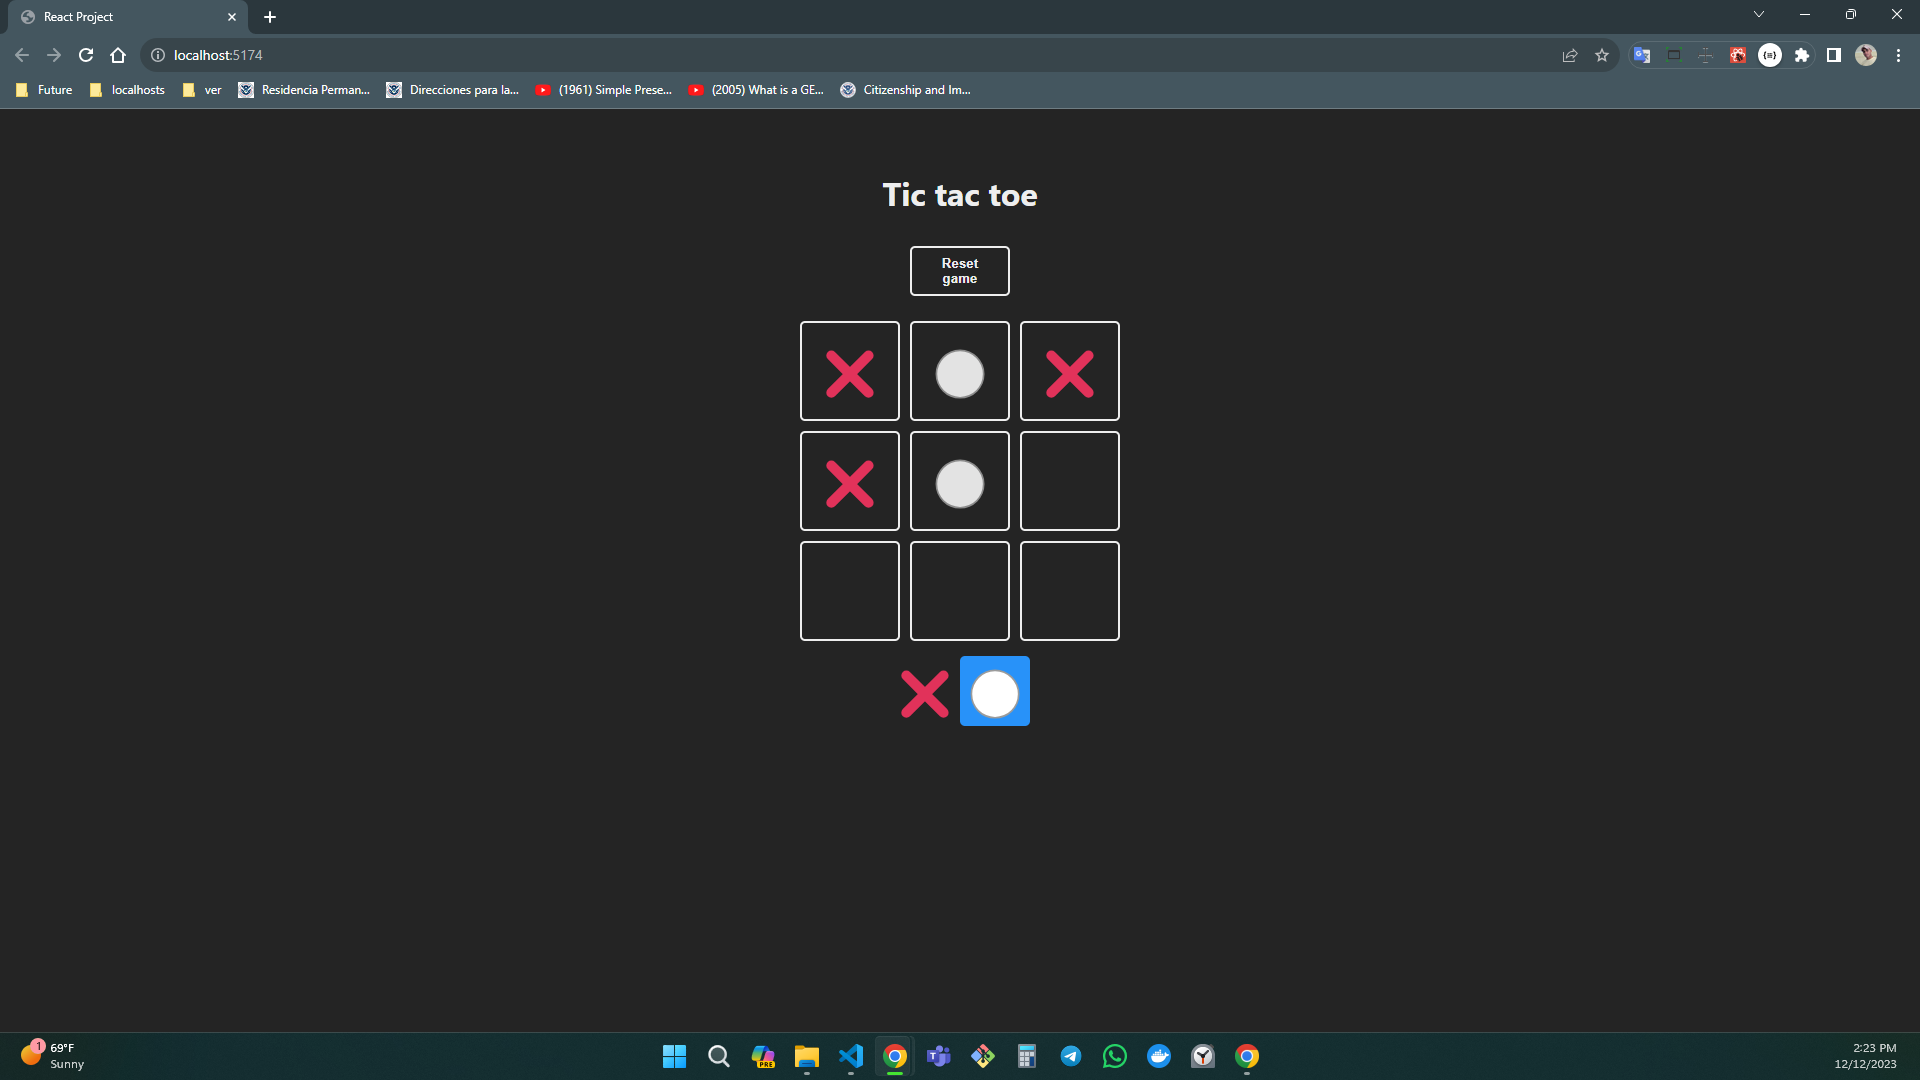 React Project
localhost:5174
Future
localhosts
ver
Residencia Perman...
Direcciones para la...
(1961) Simple Prese...
(2005) What is a GE...
Citizenship and Im...
Tic tac toe
Reset
game
1
69°F
Sunny
PRE
2:23 PM
12/12/2023